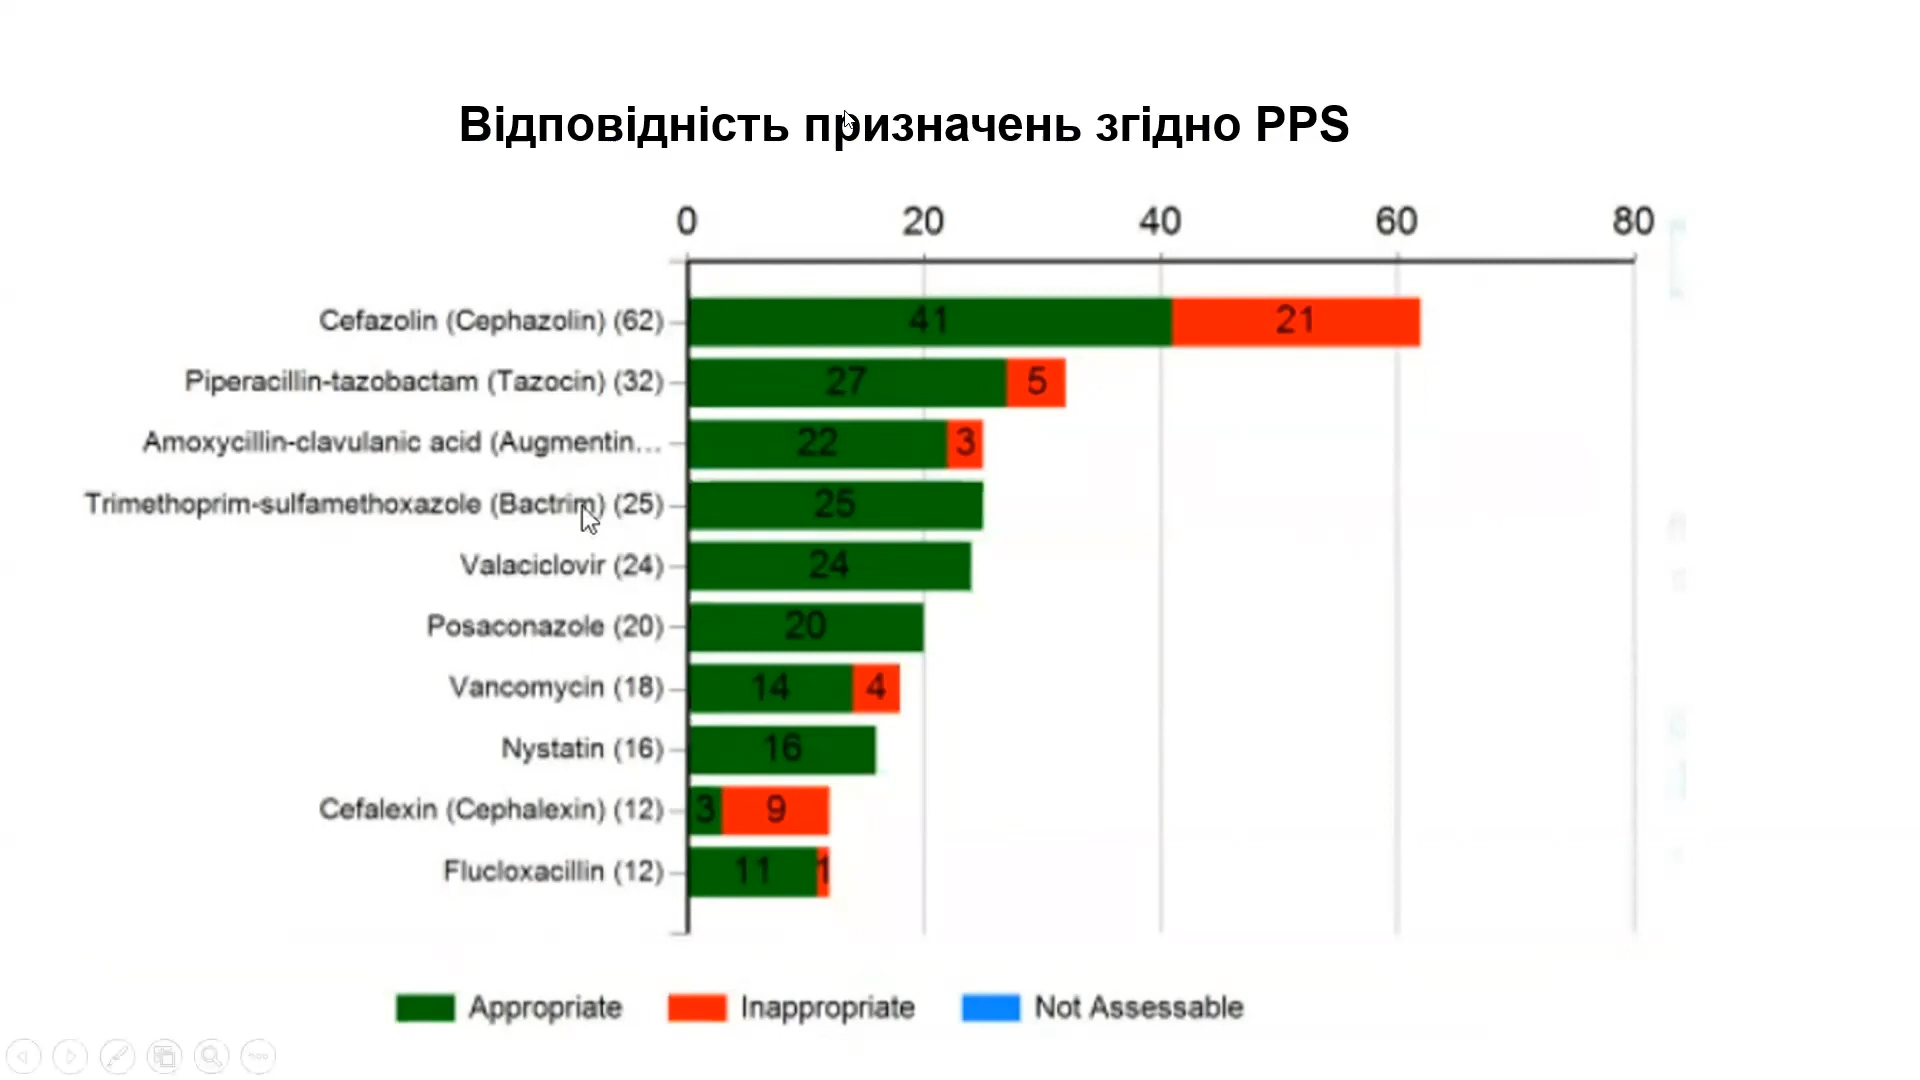 Відповідність призначень згідно PPS
0 20 40 60 80
Cefazolin (Cephazolin) (62) 41 21
Piperacillin-tazobactam (Tazocin) (32) 27 5
Amoxycillin-clavulanic acid (Augmentin... 22 3
Trimethoprim-sulfamethoxazole (Bactrim) (25) 25
Valaciclovir (24) 24
Posaconazole (20) 20
Vancomycin (18) 14 4
Nystatin (16) 16
Cefalexin (Cephalexin) (12) 3 9
Flucloxacillin (12) 11 1
Appropriate Inappropriate Not Assessable